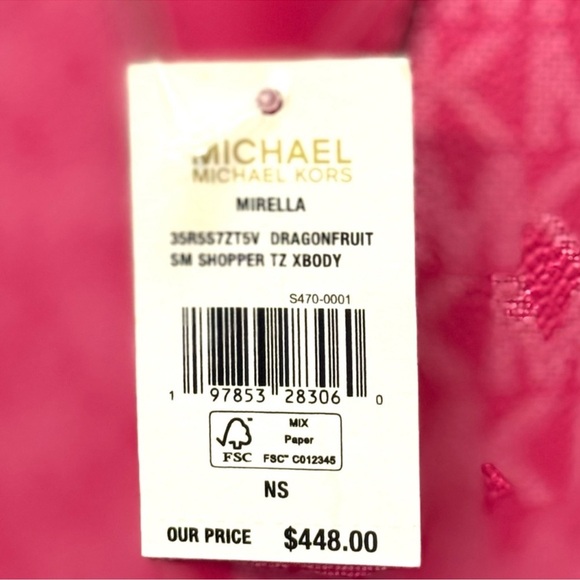 MICHAEL
MICHAEL KORS
MIRELLA
35R5S7ZT5V DRAGONFRUIT
SM SHOPPER TZ XBODY
S470-0001
1 97853 28306 0
MIX
Paper
FSC™ C012345
FSC
NS
OUR PRICE $448.00